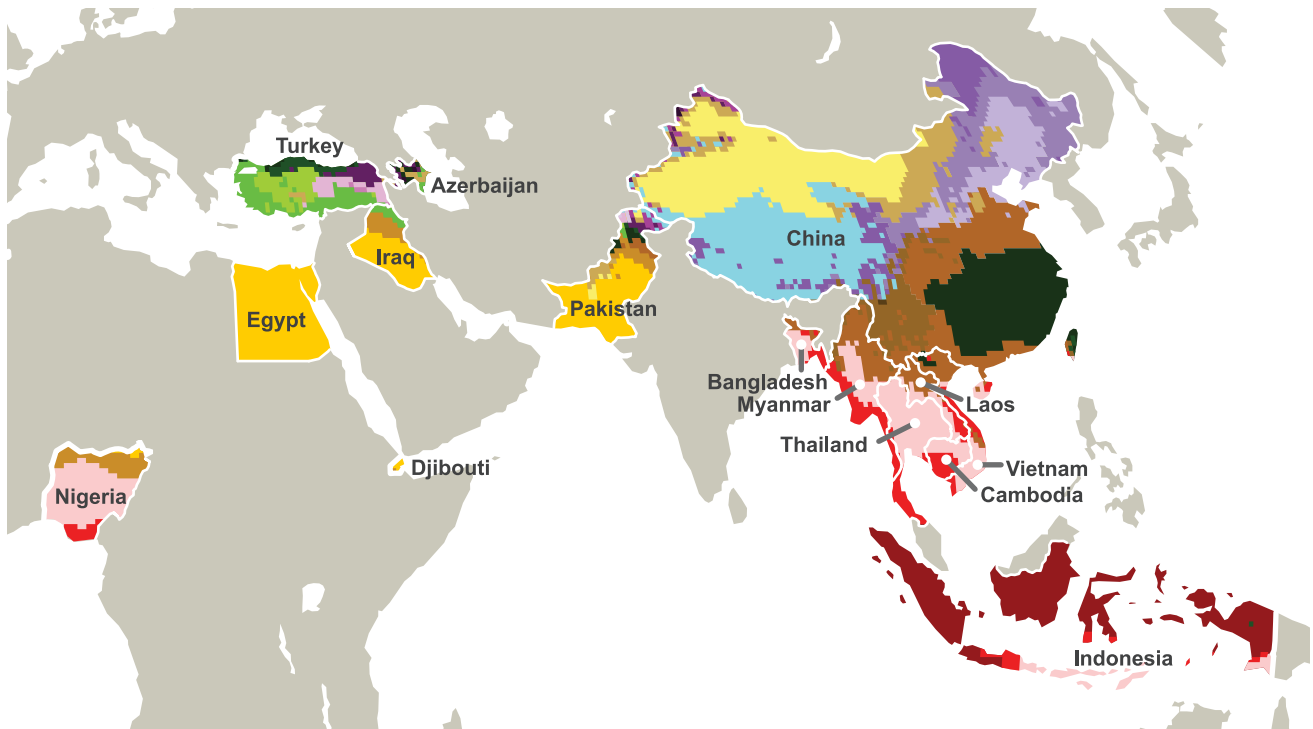 Turkey
Azerbaijan
China
Iraq
Pakistan
Egypt
Bangladesh
Myanmar
Laos
Thailand
Djibouti
Vietnam
Nigeria
Cambodia
Indonesia